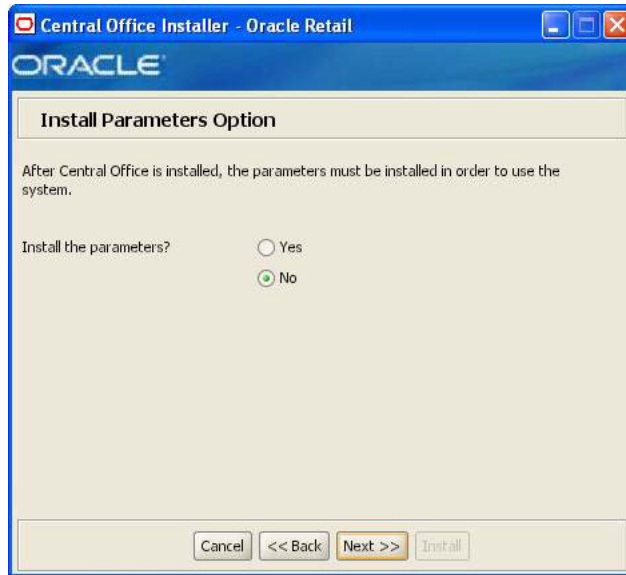 Central Office Installer - Oracle Retail
ORACLE
Install Parameters Option
After Central Office is installed, the parameters must be installed in order to use the
system.
Install the parameters? Yes
No
Cancel << Back Next >> Install